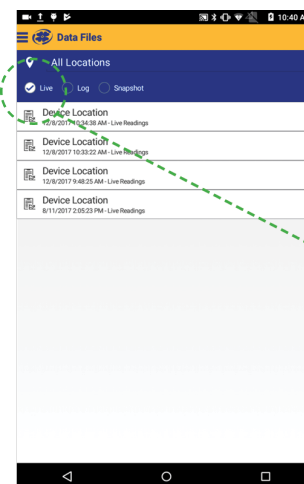 10:40 A
Data Files
All Locations
Live Log Snapshot
Device Location
12/8/2017 10:34:38 AM - Live Readings
Device Location
12/8/2017 10:33:22 AM - Live Readings
Device Location
12/8/2017 9:48:25 AM - Live Readings
Device Location
8/11/2017 2:05:23 PM - Live Readings